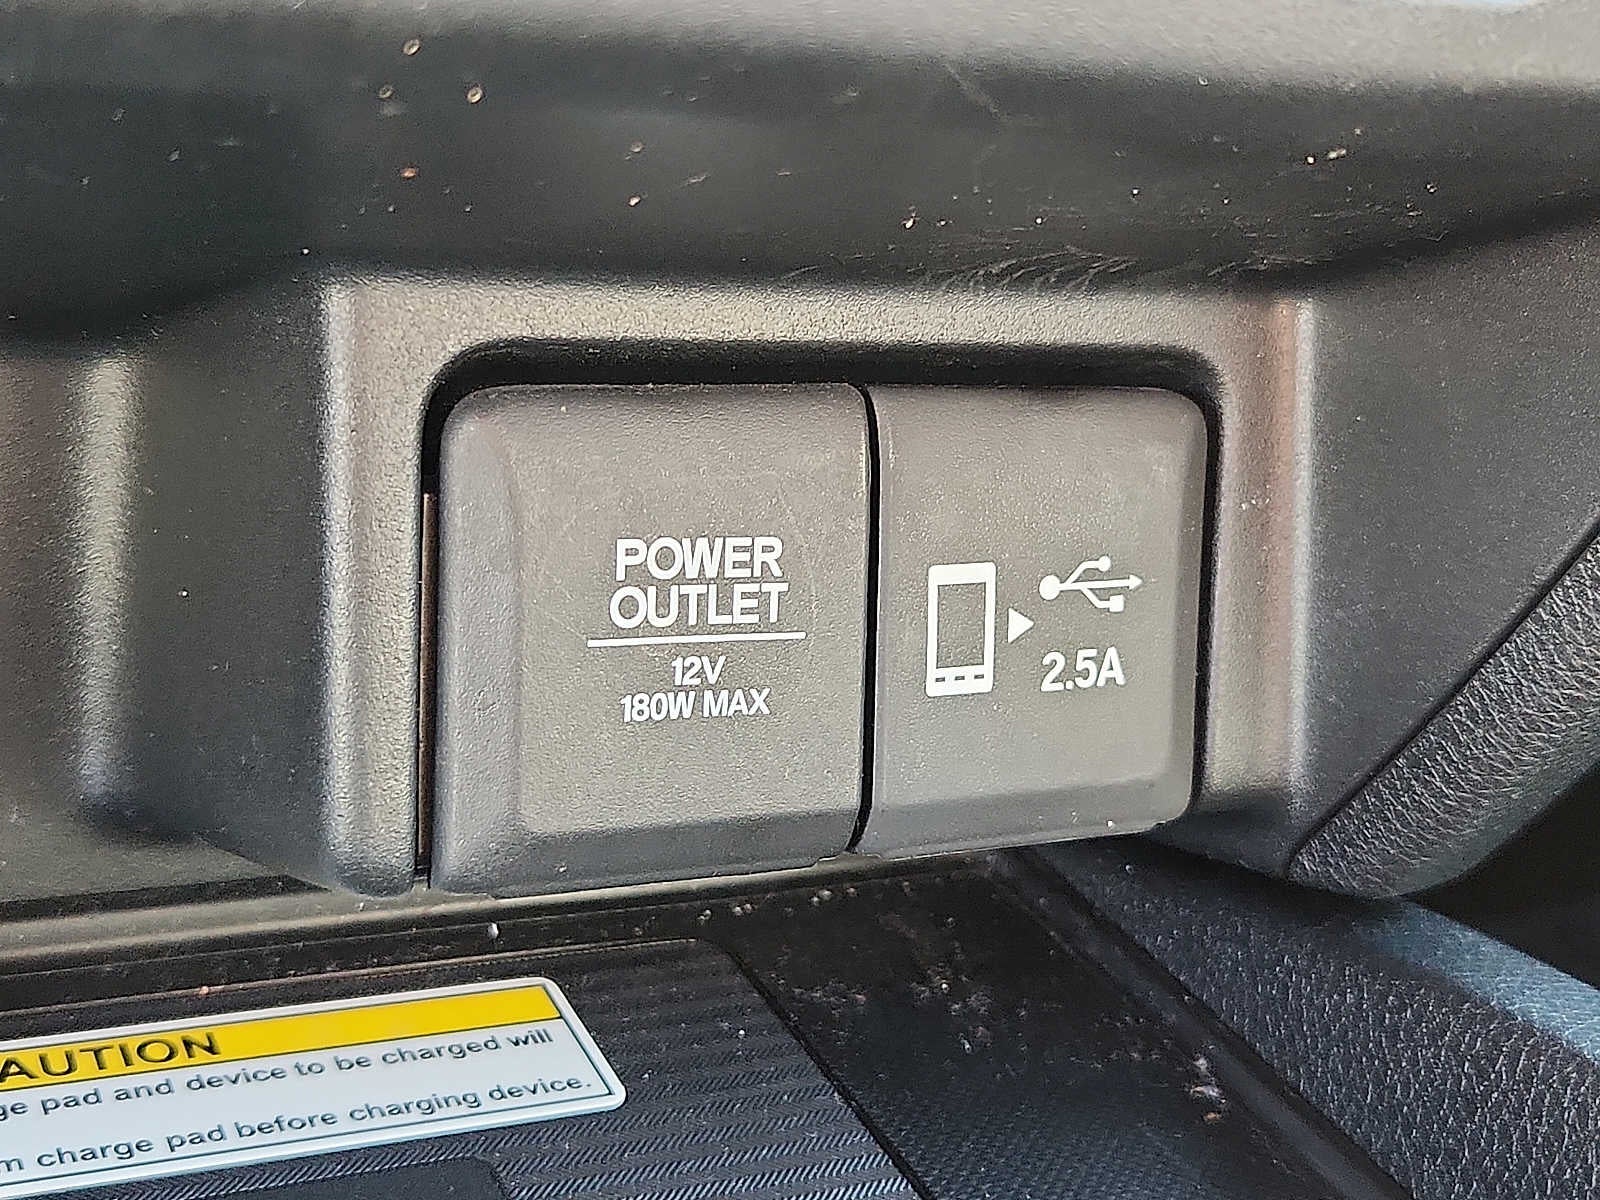 POWER
OUTLET
12V
180W MAX
2.5A
AUTION
ge pad and device to be charged will
m charge pad before charging device.